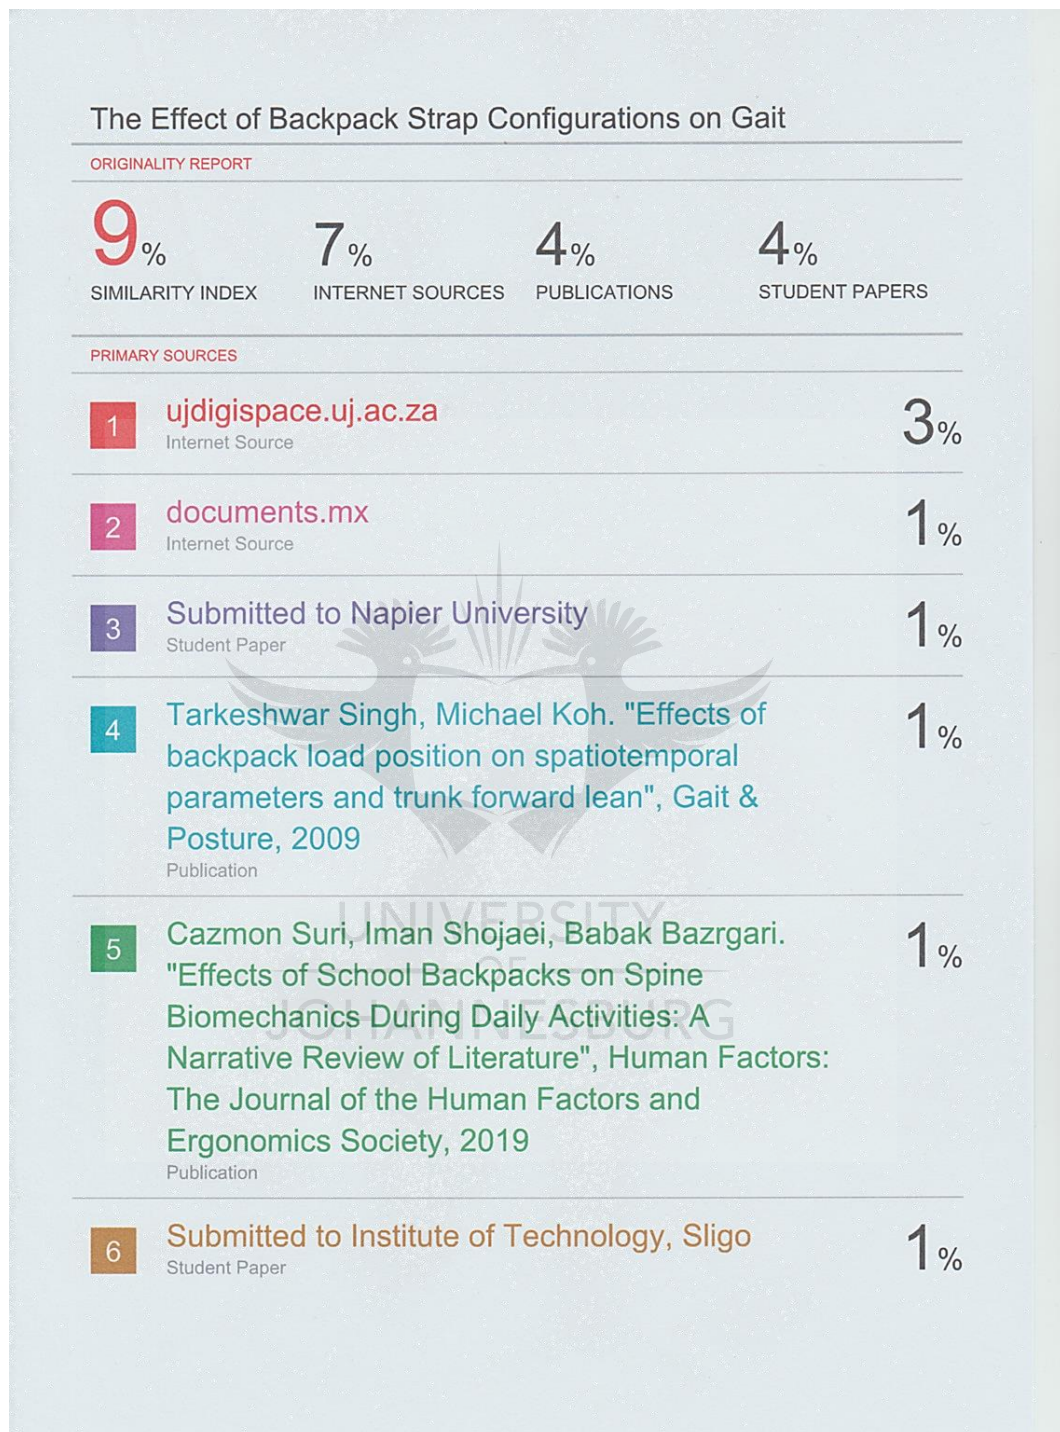 The Effect of Backpack Strap Configurations on Gait
ORIGINALITY REPORT
9% 7% 4% 4%
SIMILARITY INDEX INTERNET SOURCES PUBLICATIONS STUDENT PAPERS
PRIMARY SOURCES
1 ujdigispace.uj.ac.za 3%
Internet Source
2 documents.mx 1%
Internet Source
3 Submitted to Napier University 1%
Student Paper
4 Tarkeshwar Singh, Michael Koh. "Effects of 1%
backpack load position on spatiotemporal
parameters and trunk forward lean", Gait &
Posture, 2009
Publication
UNIVERSITY
OF
JOHANNESBURG
5 Cazmon Suri, Iman Shojaei, Babak Bazrgari. 1%
"Effects of School Backpacks on Spine
Biomechanics During Daily Activities: A
Narrative Review of Literature", Human Factors:
The Journal of the Human Factors and
Ergonomics Society, 2019
Publication
6 Submitted to Institute of Technology, Sligo 1%
Student Paper